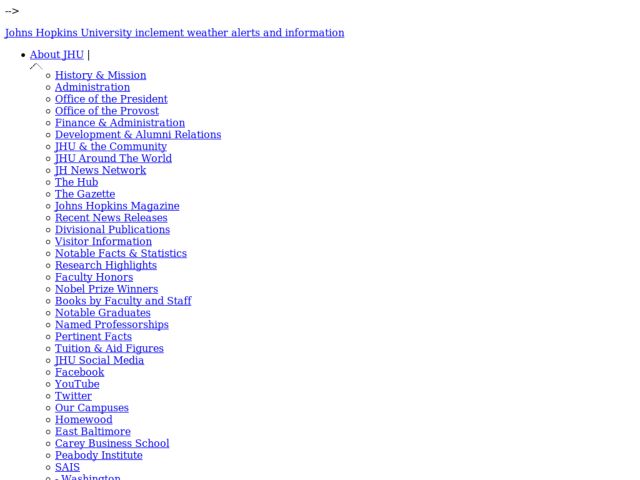 -->
Johns Hopkins University inclement weather alerts and information
About JHU |
History & Mission
Administration
Office of the President
Office of the Provost
Finance & Administration
Development & Alumni Relations
JHU & the Community
JHU Around The World
JH News Network
The Hub
The Gazette
Johns Hopkins Magazine
Recent News Releases
Divisional Publications
Visitor Information
Notable Facts & Statistics
Research Highlights
Faculty Honors
Nobel Prize Winners
Books by Faculty and Staff
Notable Graduates
Named Professorships
Pertinent Facts
Tuition & Aid Figures
JHU Social Media
Facebook
YouTube
Twitter
Our Campuses
Homewood
East Baltimore
Carey Business School
Peabody Institute
SAIS
- Washington